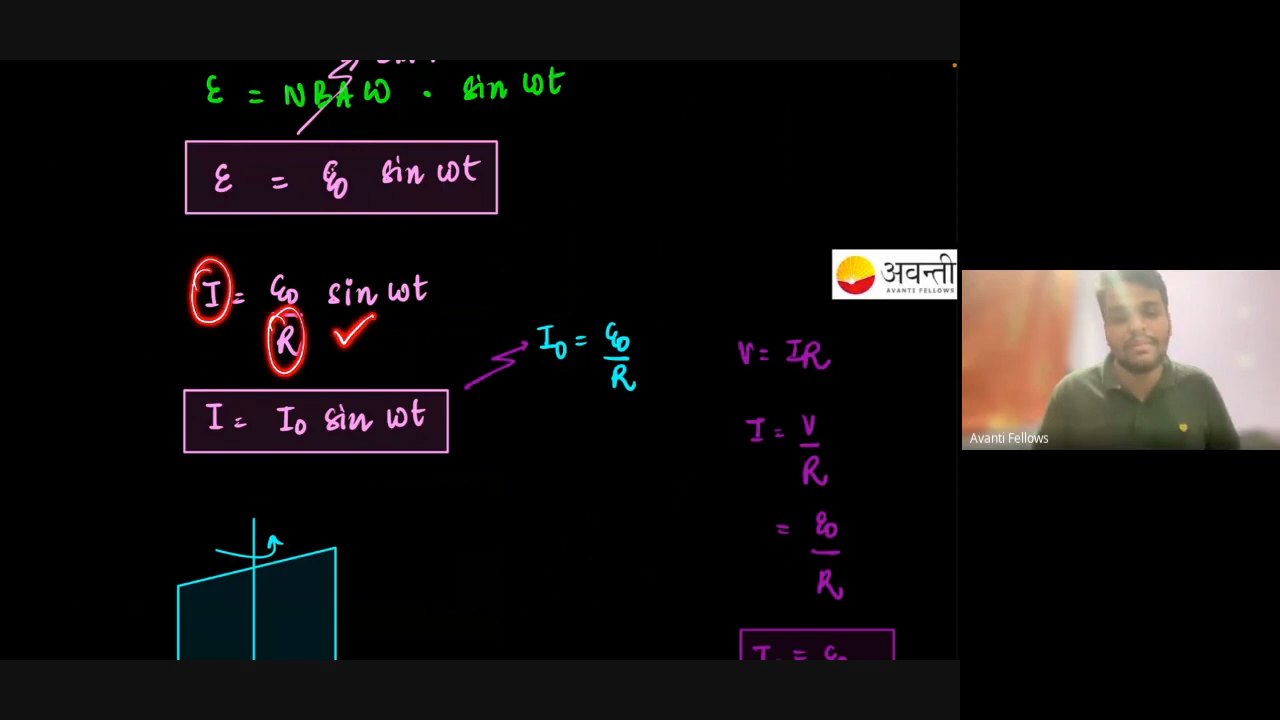 ε = NBAω . sin ωt
ε = ε0 sin ωt
I = ε0/R sin ωt
I0 = ε0/R
I = I0 sin ωt
V = IR
I = V/R
= ε0/R
अवन्ती
AVANTI FELLOWS
Avanti Fellows